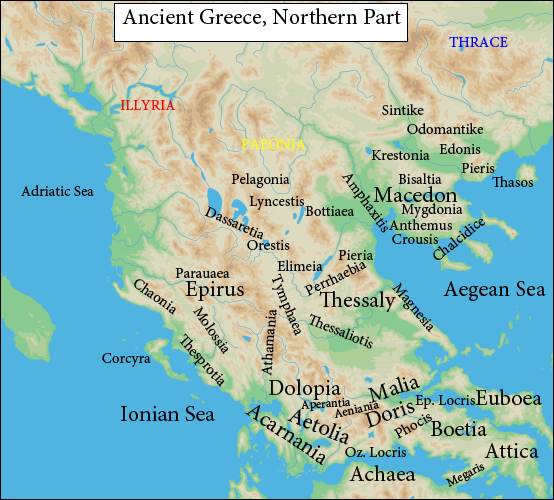 Ancient Greece, Northern Part
THRACE
ILLYRIA
Sintike
Odomantike
PAEONIA
Edonis
Krestonia
Pieris
Bisaltia
Thasos
Pelagonia
Adriatic Sea
Amphaxitis
Macedon
Lyncestis
Bottiaea
Mygdonia
Dassaretia
Anthemus
Crousis
Chalcidice
Orestis
Pieria
Elimeia
Parauaea
Perrhaebia
Epirus
Aegean Sea
Chaonia
Tymphaea
Thessaly
Magnesia
Molossia
Thessaliotis
Athamania
Corcyra
Thesprotia
Dolopia
Malia
Ionian Sea
Aperantia
Aeniania
Ep. Locris
Euboea
Acarnania
Aetolia
Doris
Phocis
Boetia
Oz. Locris
Attica
Achaea
Megaris